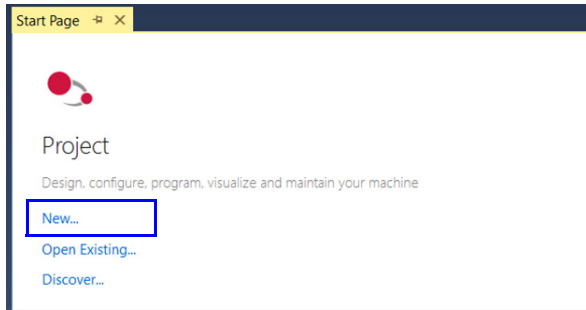 Start Page
Project
Design, configure, program, visualize and maintain your machine
New...
Open Existing...
Discover...